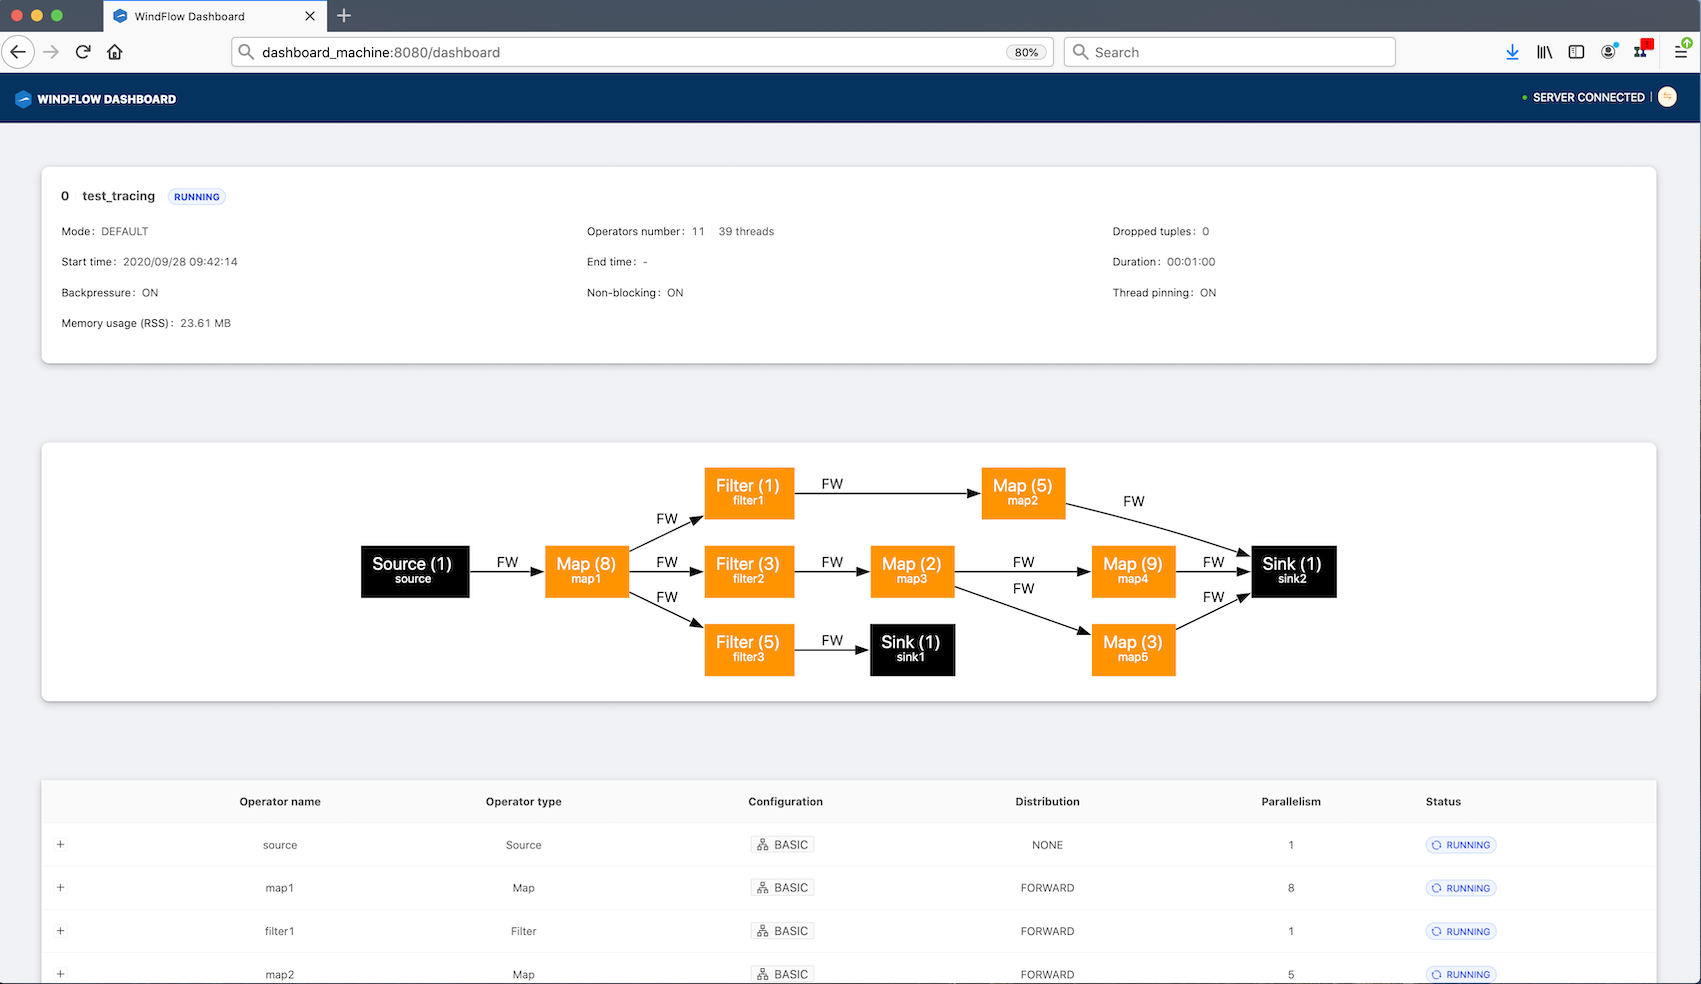 WindFlow Dashboard
dashboard_machine:8080/dashboard 80% Search
WINDFLOW DASHBOARD SERVER CONNECTED
0 test_tracing RUNNING
Mode: DEFAULT Operators number: 11 39 threads Dropped tuples: 0
Start time: 2020/09/28 09:42:14 End time: - Duration: 00:01:00
Backpressure: ON Non-blocking: ON Thread pinning: ON
Memory usage (RSS): 23.61 MB
Filter (1) FW Map (5)
filter1 map2
FW FW
Source (1) FW Map (8) FW Filter (3) FW Map (2) FW Map (9) FW Sink (1)
source map1 filter2 map3 map4 sink2
FW FW FW
Filter (5) FW Sink (1) Map (3)
filter3 sink1 map5
Operator name Operator type Configuration Distribution Parallelism Status
+ source Source BASIC NONE 1 RUNNING
+ map1 Map BASIC FORWARD 8 RUNNING
+ filter1 Filter BASIC FORWARD 1 RUNNING
+ map2 Map BASIC FORWARD 5 RUNNING